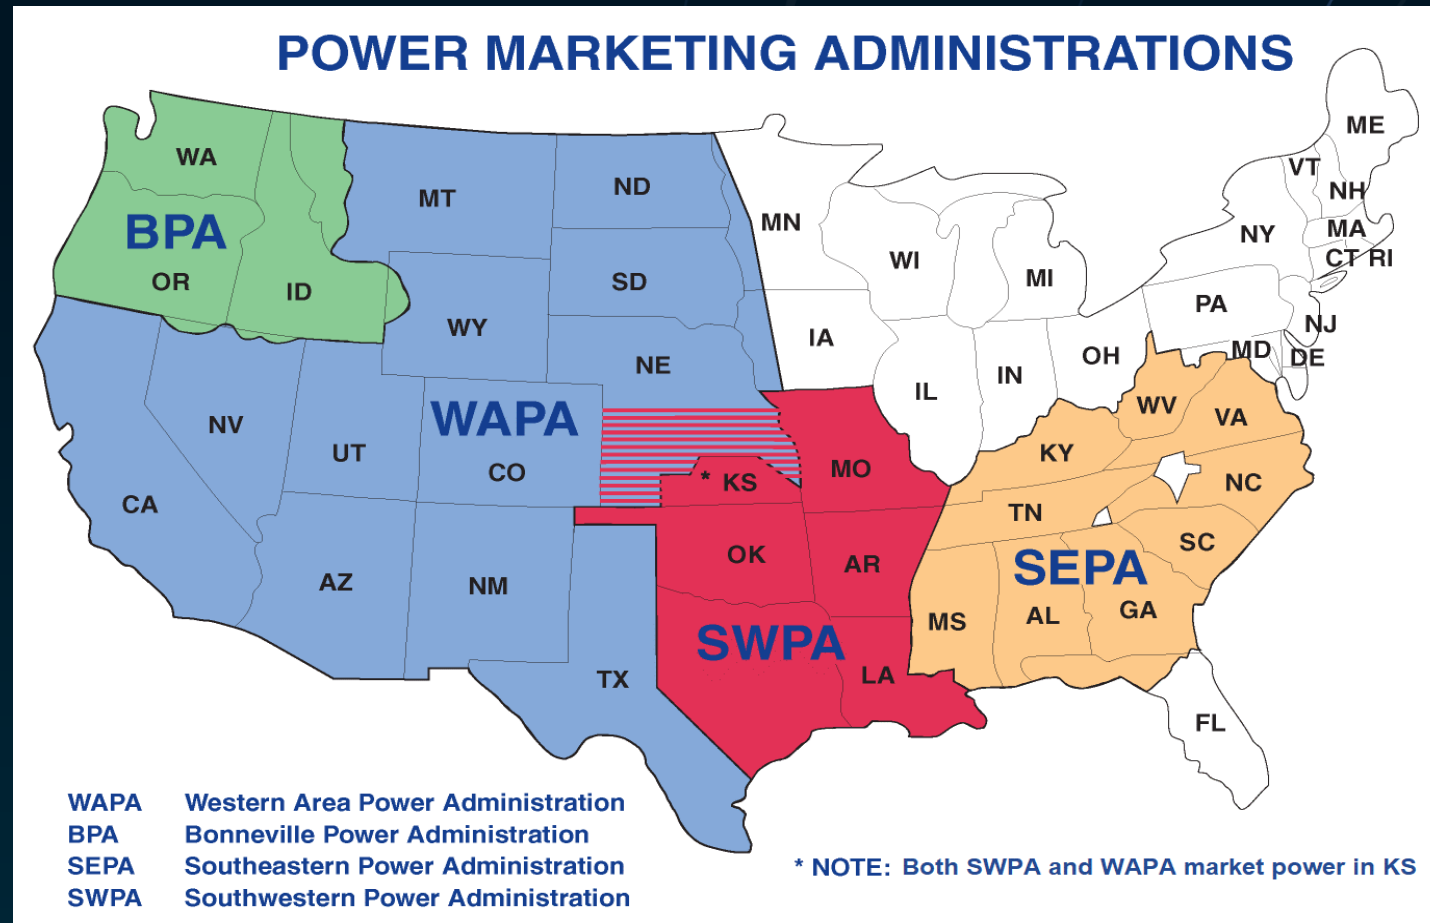 POWER MARKETING ADMINISTRATIONS
ME
WA
VT
NH
MT
ND
MN
NY
MA
BPA
WI
CT RI
OR
ID
SD
MI
PA
WY
IA
NJ
NE
OH
MD
DE
IN
IL
WV
NV
WAPA
VA
UT
KY
CO
MO
* KS
NC
CA
TN
OK
AR
SC
AZ
NM
SEPA
MS
AL
GA
SWPA
TX
LA
FL
WAPA Western Area Power Administration
BPA Bonneville Power Administration
SEPA Southeastern Power Administration
SWPA Southwestern Power Administration
* NOTE: Both SWPA and WAPA market power in KS